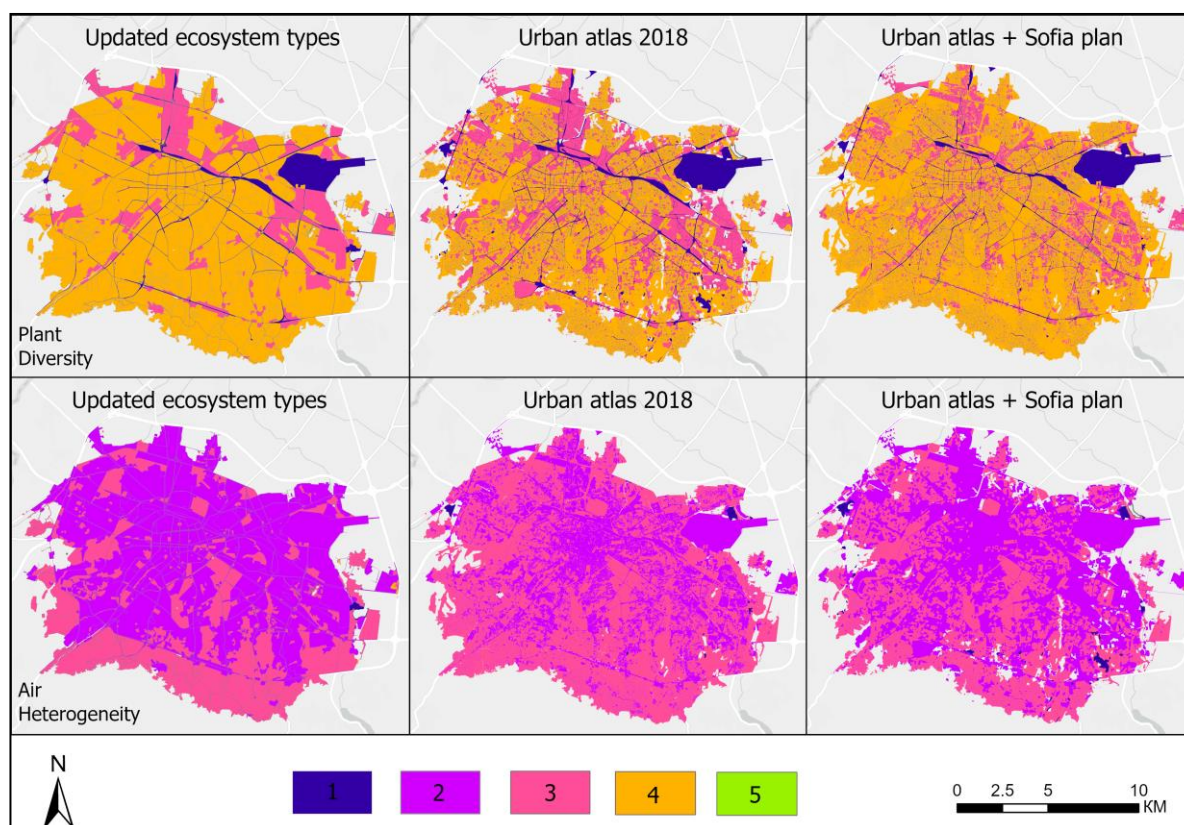 Updated ecosystem types
Urban atlas 2018
Urban atlas + Sofia plan
Plant
Diversity
Updated ecosystem types
Urban atlas 2018
Urban atlas + Sofia plan
Air
Heterogeneity
N
1
2
3
4
5
0 2.5 5 10
КМ